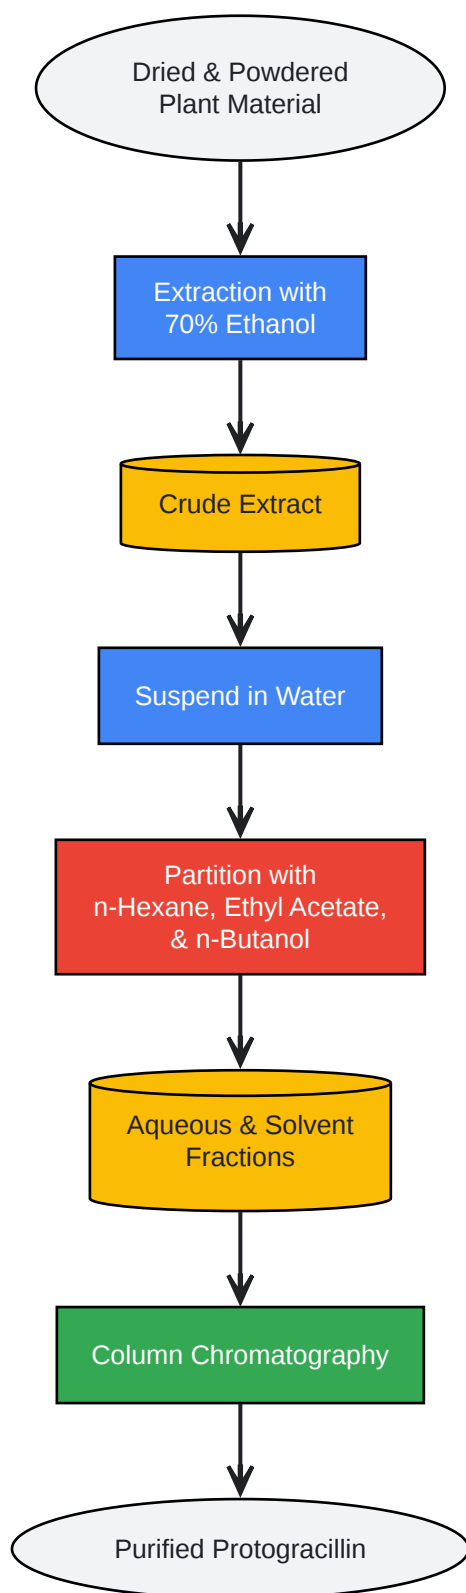 Dried & Powdered
Plant Material
Extraction with
70% Ethanol
Crude Extract
Suspend in Water
Partition with
n-Hexane, Ethyl Acetate,
& n-Butanol
Aqueous & Solvent
Fractions
Column Chromatography
Purified Protogracillin